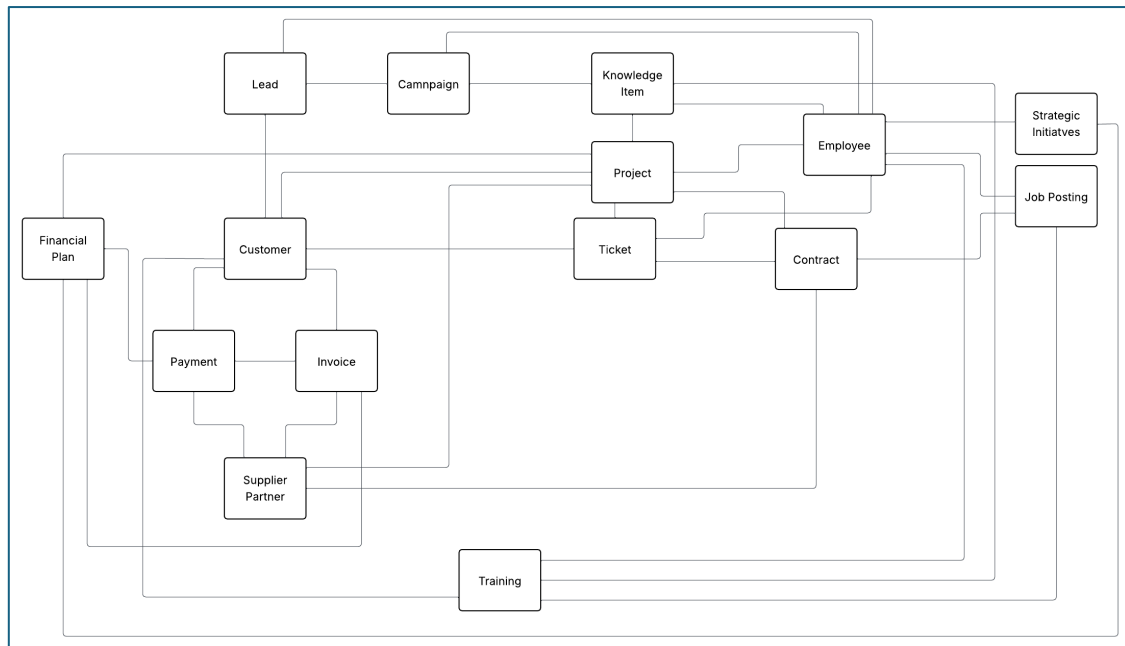 Lead
Camnpaign
Knowledge
Item
Strategic
Initiatves
Employee
Project
Job Posting
Financial
Plan
Customer
Ticket
Contract
Payment
Invoice
Supplier
Partner
Training